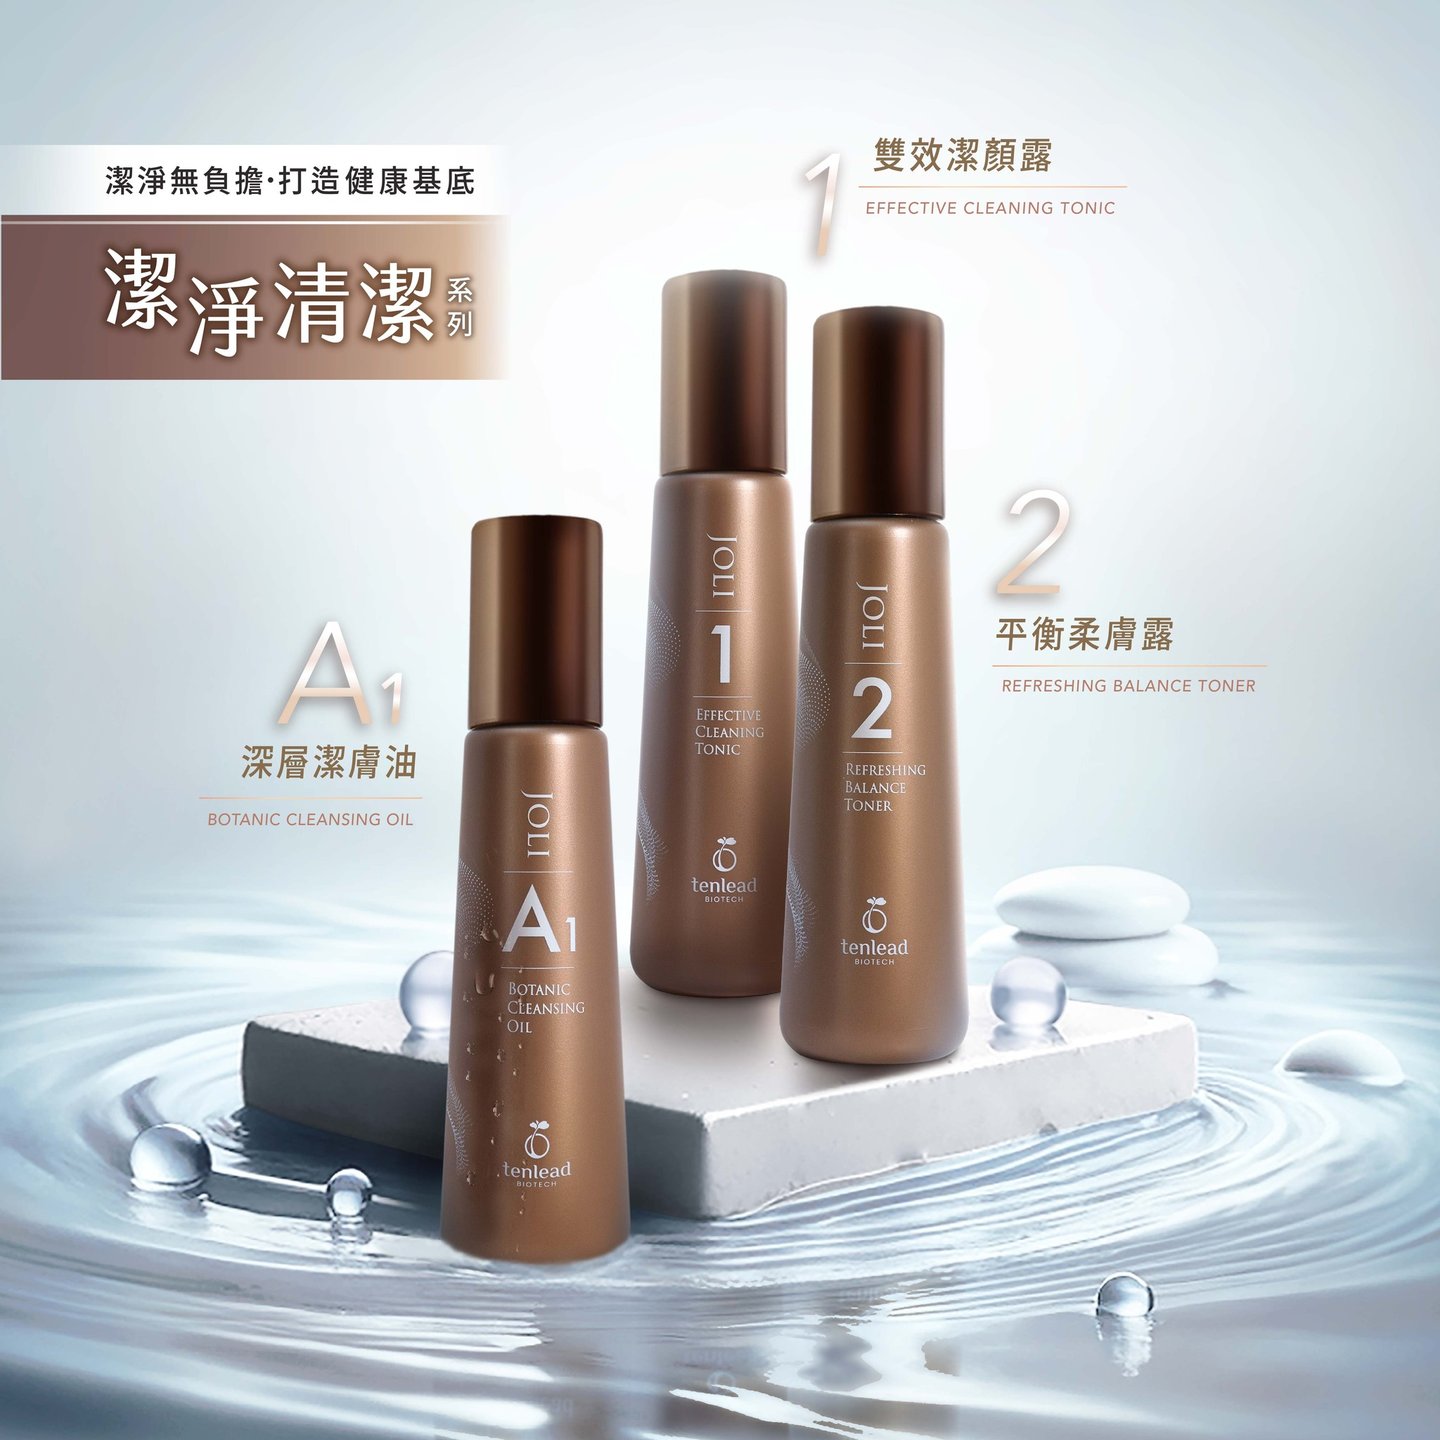 潔淨無負擔·打造健康基底
潔淨清潔系列
1
雙效潔顏露
EFFECTIVE CLEANING TONIC
2
平衡柔膚露
REFRESHING BALANCE TONER
A1
深層潔膚油
BOTANIC CLEANSING OIL
JOLI
1
EFFECTIVE
CLEANING
TONIC
tenlead
BIOTECH
JOLI
2
REFRESHING
BALANCE
TONER
tenlead
BIOTECH
JOLI
A1
BOTANIC
CLEANSING
OIL
tenlead
BIOTECH